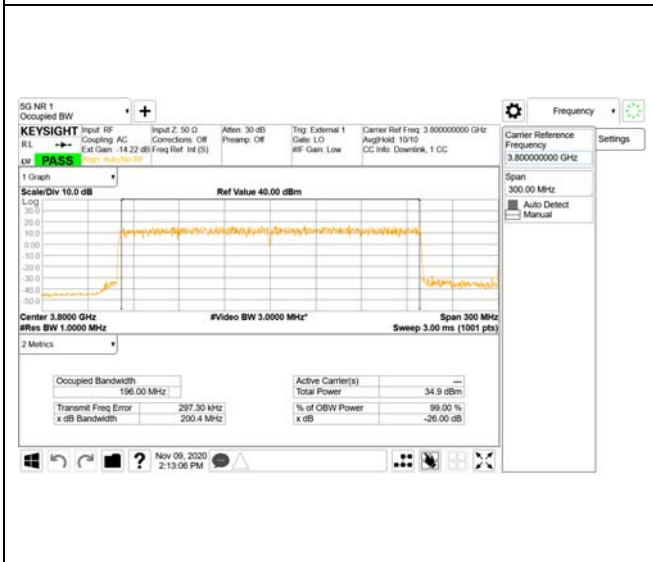 5G NR 1
Occupied BW
Frequency
KEYSIGHT Input: RF Input Z: 50 Ω Atten: 30 dB Trig: External 1 Carrier Ref Freq: 3.800000000 GHz
RL Coupling: AC Corrections: Off Preamp: Off Gate: LO Avg|Hold: 10/10
Ext Gain: -14.22 dB Freq Ref: Int (S) #IF Gain: Low CC Info: Downlink, 1 CC
PASS Align: Auto/No RF
Carrier Reference
Frequency
3.800000000 GHz
Settings
Span
300.00 MHz
Auto Detect
Manual
1 Graph
Scale/Div 10.0 dB Ref Value 40.00 dBm
Log
30.0
20.0
10.0
0.00
-10.0
-20.0
-30.0
-40.0
-50.0
Center 3.8000 GHz #Video BW 3.0000 MHz* Span 300 MHz
#Res BW 1.0000 MHz Sweep 3.00 ms (1001 pts)
2 Metrics
Occupied Bandwidth Active Carrier(s) ---
196.00 MHz Total Power 34.9 dBm
Transmit Freq Error 297.30 kHz % of OBW Power 99.00 %
x dB Bandwidth 200.4 MHz x dB -26.00 dB
Nov 09, 2020
2:13:06 PM